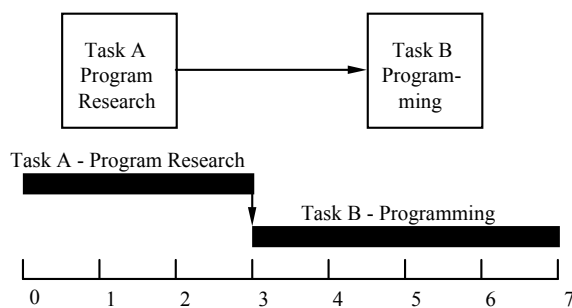 Task A
Program
Research
Task B
Program-
ming
Task A - Program Research
Task B - Programming
0 1 2 3 4 5 6 7